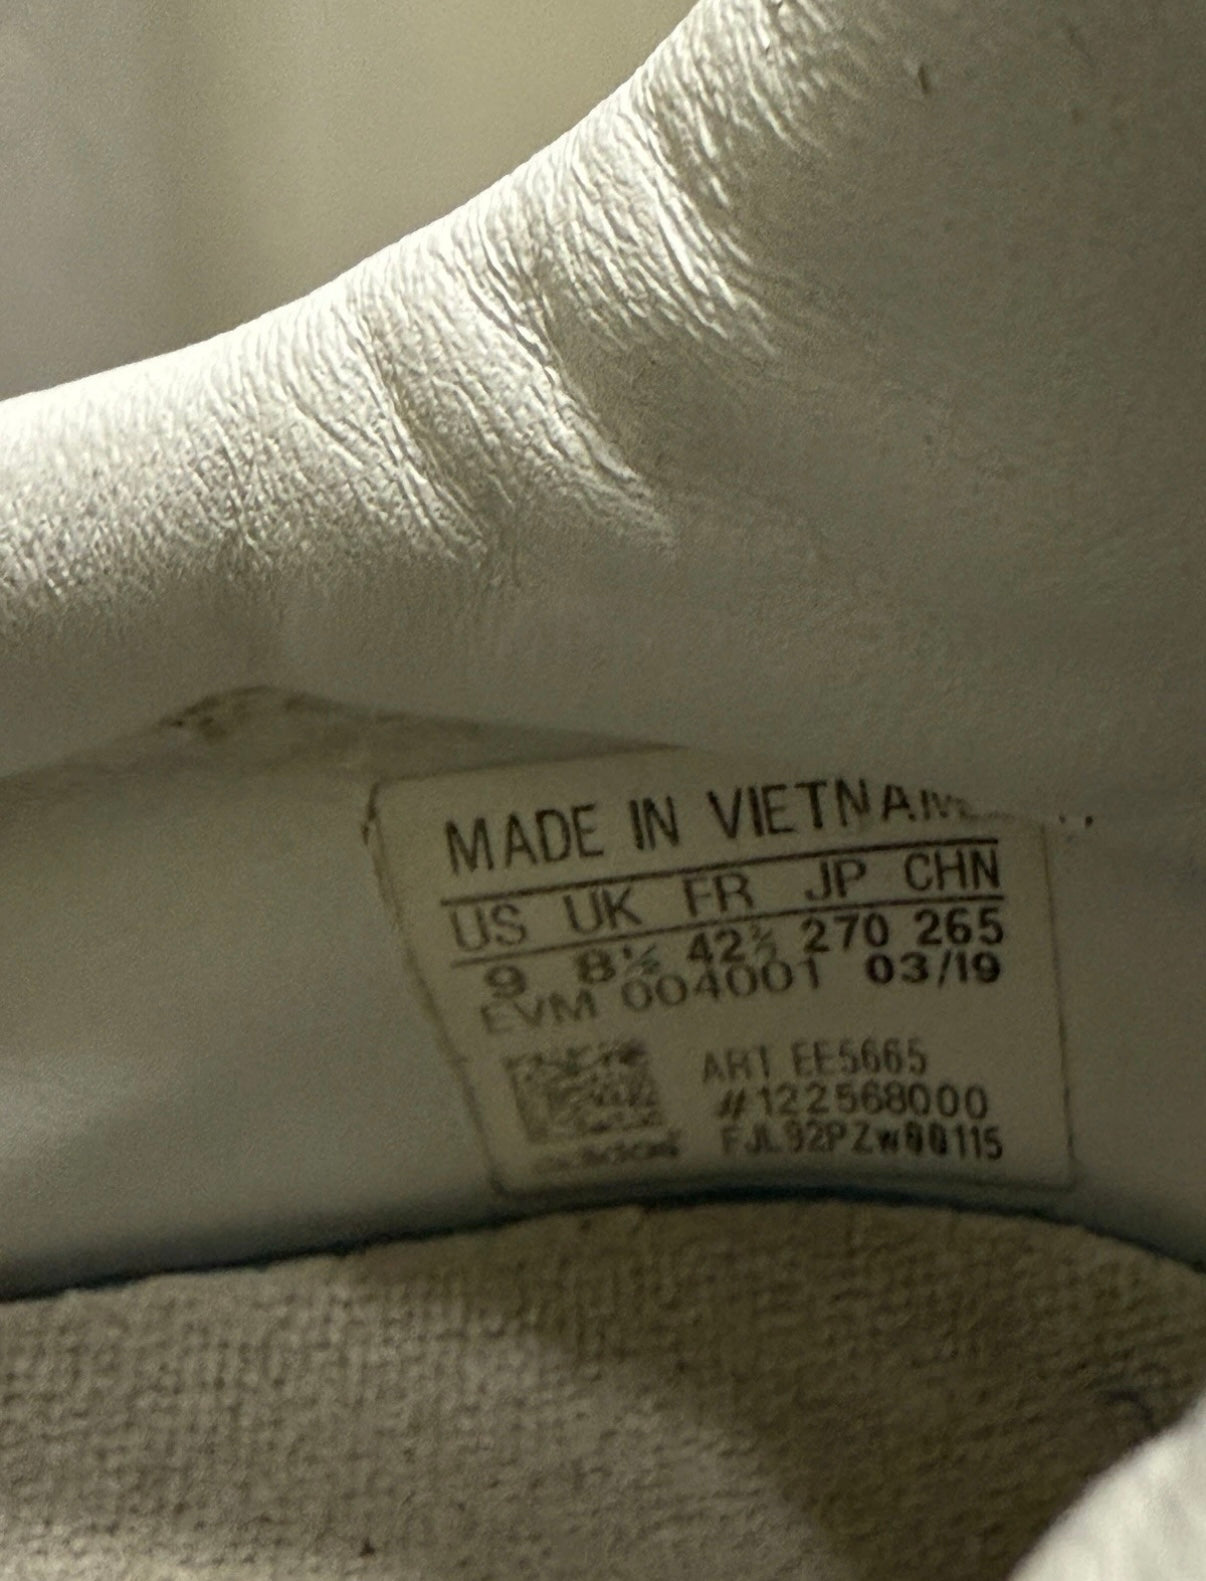 MADE IN VIETNAM
US UK FR JP CHN
9 8½ 42⅔ 270 265
EVM 004001 03/19
ART EE5665
#122568000
FJL92PZW00115
adidas